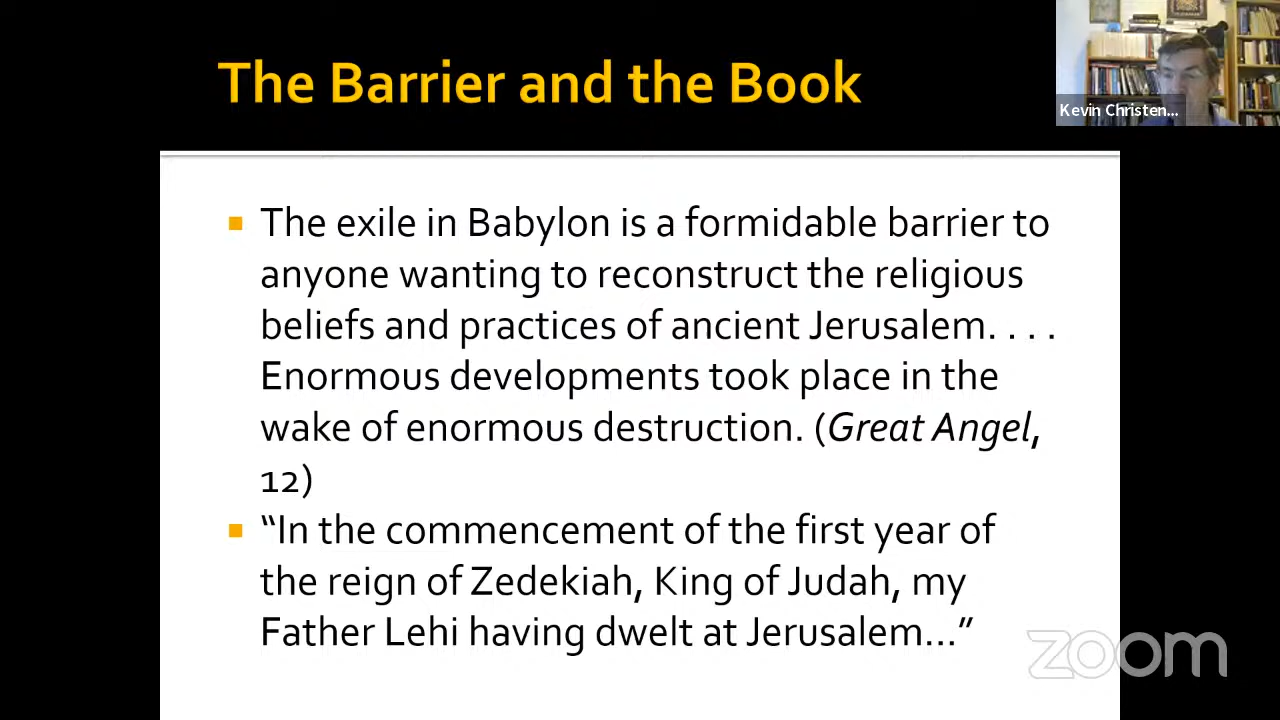 The Barrier and the Book
Kevin Christen...
The exile in Babylon is a formidable barrier to
anyone wanting to reconstruct the religious
beliefs and practices of ancient Jerusalem. . . .
Enormous developments took place in the
wake of enormous destruction. (Great Angel,
12)
“In the commencement of the first year of
the reign of Zedekiah, King of Judah, my
Father Lehi having dwelt at Jerusalem...”
zoom